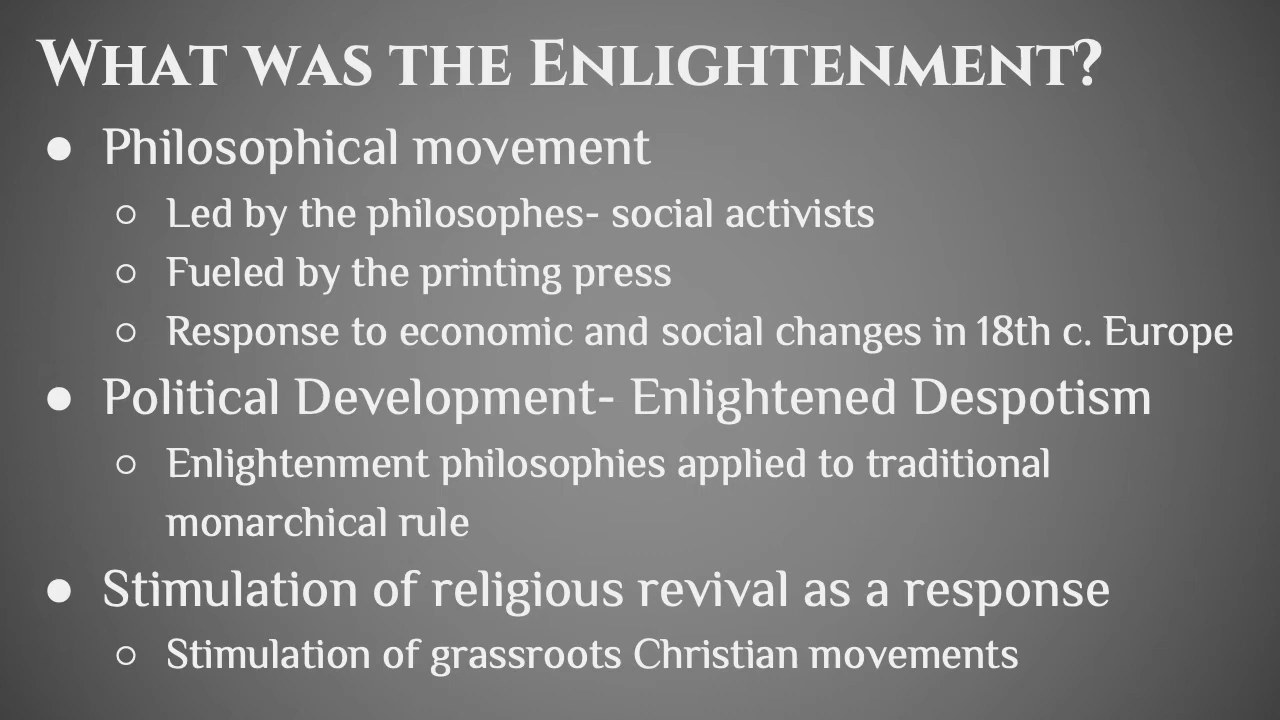 What was the Enlightenment?
● Philosophical movement
○ Led by the philosophes- social activists
○ Fueled by the printing press
○ Response to economic and social changes in 18th c. Europe
● Political Development- Enlightened Despotism
○ Enlightenment philosophies applied to traditional
monarchical rule
● Stimulation of religious revival as a response
○ Stimulation of grassroots Christian movements